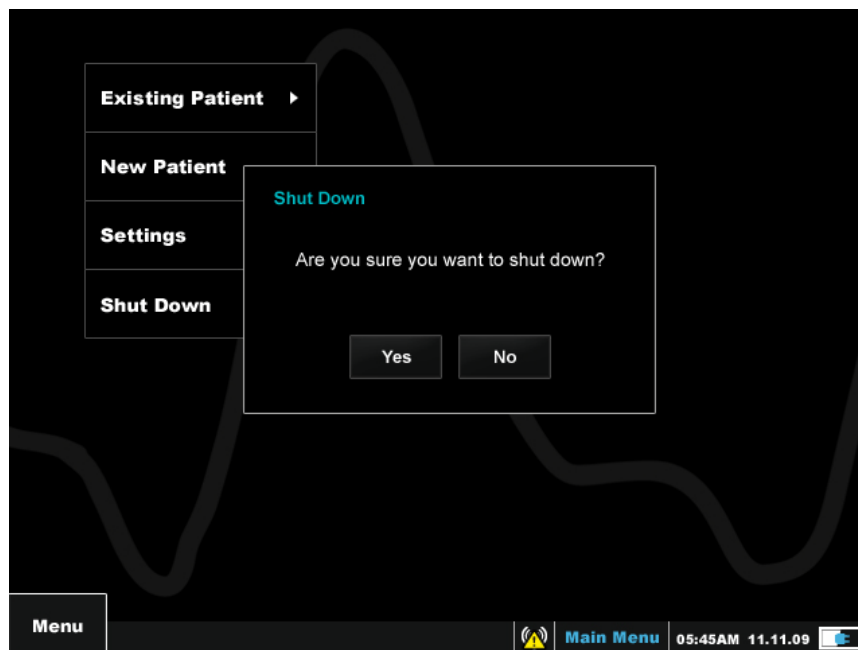 Existing Patient
New Patient
Settings
Shut Down
Shut Down
Are you sure you want to shut down?
Yes No
Menu
Main Menu 05:45AM 11.11.09